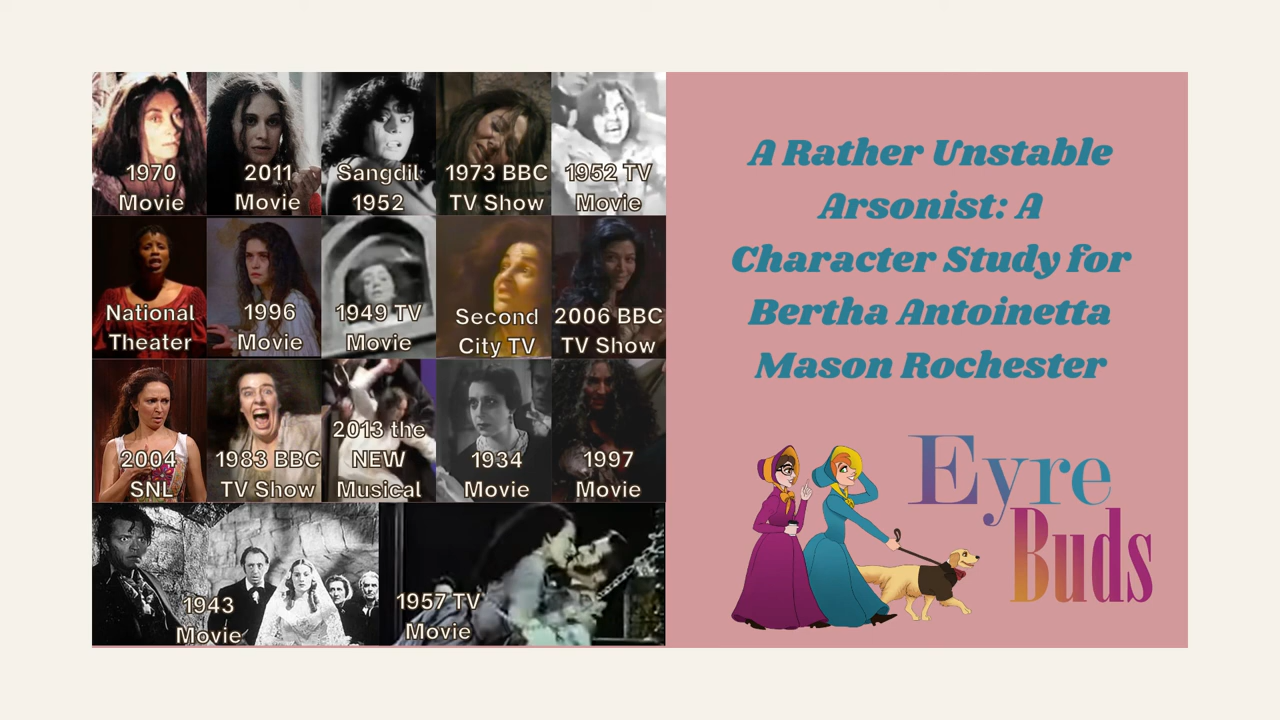 1970
Movie
2011
Movie
Sangdil
1952
1973 BBC
TV Show
1952 TV
Movie
National
Theater
1996
Movie
1949 TV
Movie
Second
City TV
2006 BBC
TV Show
2004
SNL
1983 BBC
TV Show
2013 the
NEW
Musical
1934
Movie
1997
Movie
1943
Movie
1957 TV
Movie
A Rather Unstable
Arsonist: A
Character Study for
Bertha Antoinetta
Mason Rochester
Eyre
Buds